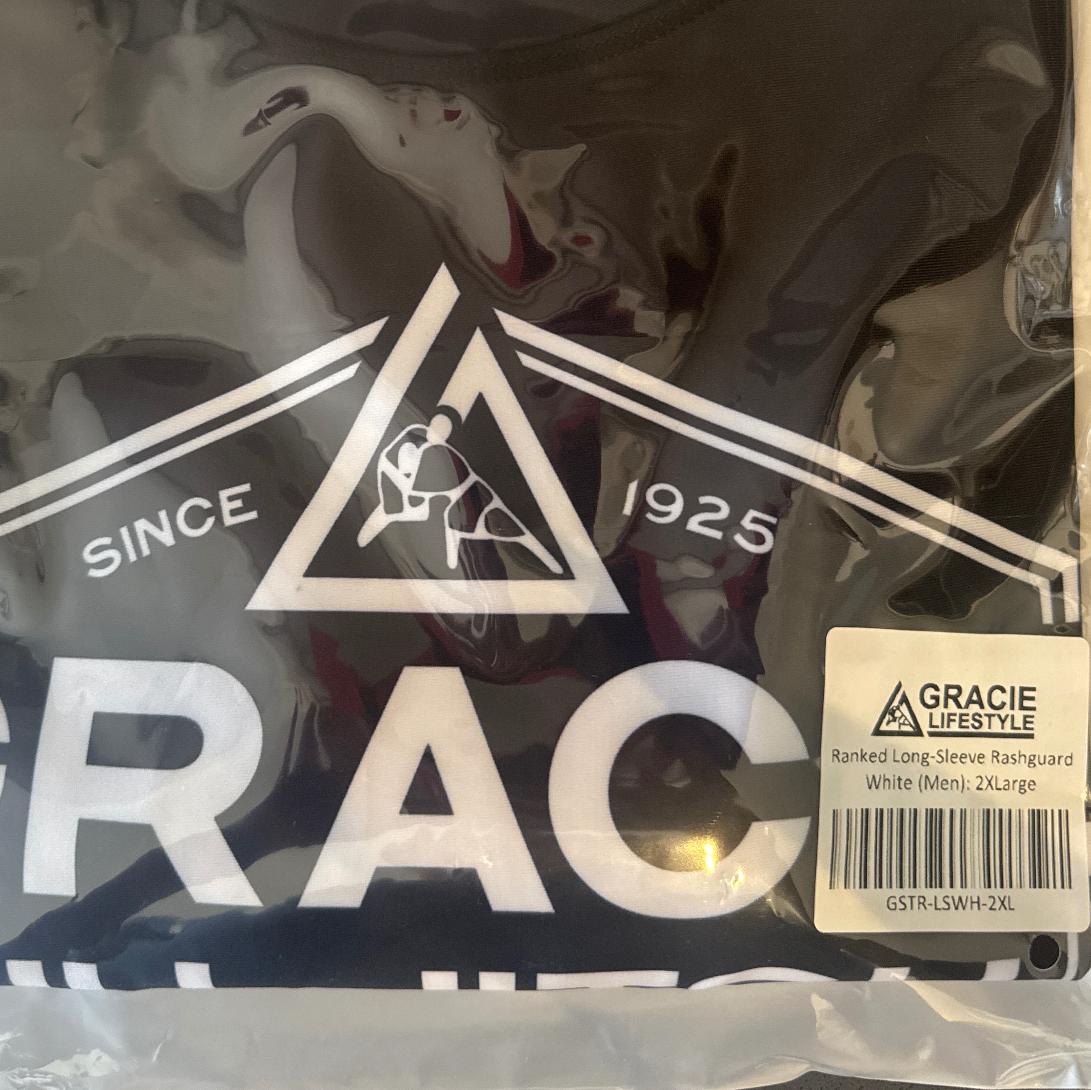 SINCE 1925
GRAC
GRACIE
LIFESTYLE
Ranked Long-Sleeve Rashguard
White (Men): 2XLarge
GSTR-LSWH-2XL